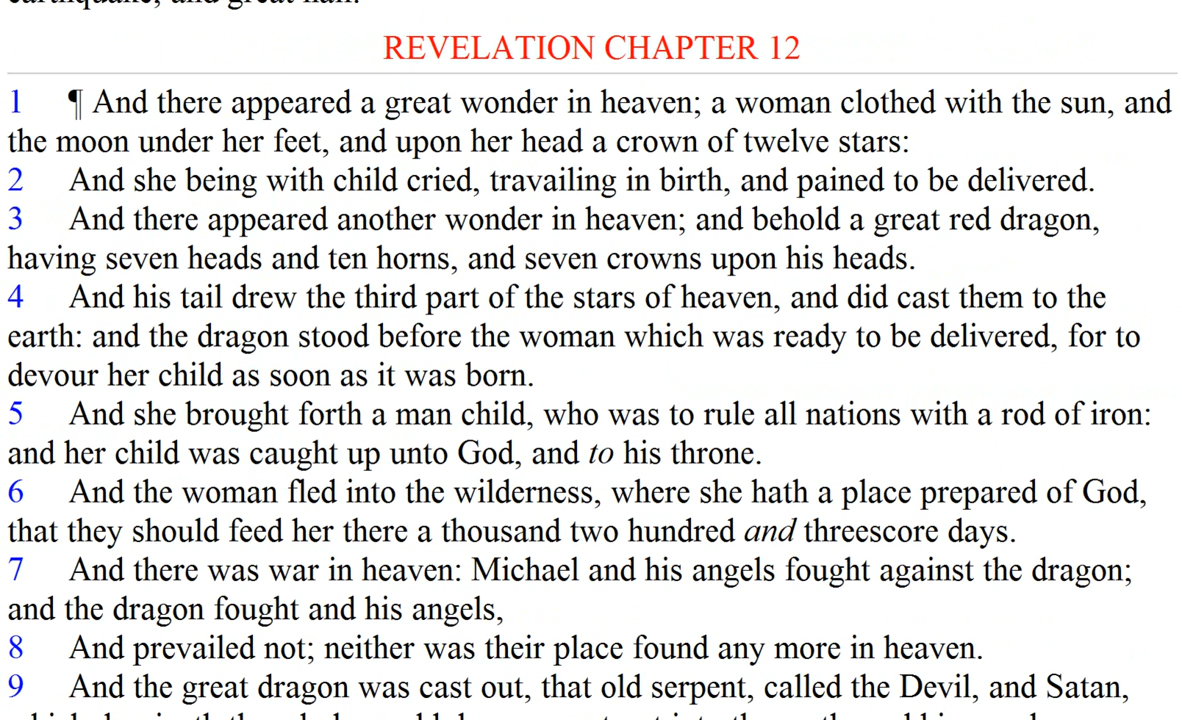 REVELATION CHAPTER 12
1 ¶ And there appeared a great wonder in heaven; a woman clothed with the sun, and
the moon under her feet, and upon her head a crown of twelve stars:
2 And she being with child cried, travailing in birth, and pained to be delivered.
3 And there appeared another wonder in heaven; and behold a great red dragon,
having seven heads and ten horns, and seven crowns upon his heads.
4 And his tail drew the third part of the stars of heaven, and did cast them to the
earth: and the dragon stood before the woman which was ready to be delivered, for to
devour her child as soon as it was born.
5 And she brought forth a man child, who was to rule all nations with a rod of iron:
and her child was caught up unto God, and to his throne.
6 And the woman fled into the wilderness, where she hath a place prepared of God,
that they should feed her there a thousand two hundred and threescore days.
7 And there was war in heaven: Michael and his angels fought against the dragon;
and the dragon fought and his angels,
8 And prevailed not; neither was their place found any more in heaven.
9 And the great dragon was cast out, that old serpent, called the Devil, and Satan,